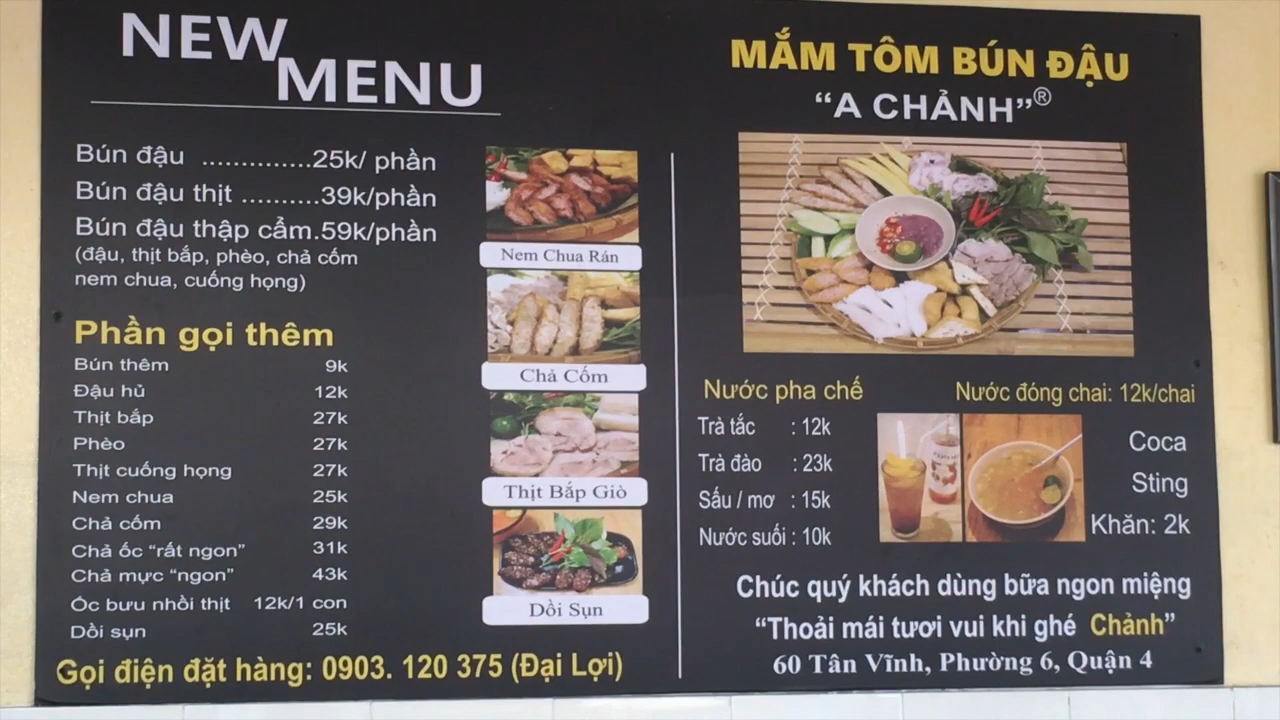 NEW
MENU
Bún đậu ..............25k/ phần
Bún đậu thịt ..........39k/phần
Bún đậu thập cẩm.59k/phần
(đậu, thịt bắp, phèo, chả cốm
nem chua, cuống họng)
Phần gọi thêm
Bún thêm 9k
Đậu hủ 12k
Thịt bắp 27k
Phèo 27k
Thịt cuống họng 27k
Nem chua 25k
Chả cốm 29k
Chả ốc “rất ngon” 31k
Chả mực “ngon” 43k
Ốc bưu nhồi thịt 12k/1 con
Dồi sụn 25k
Gọi điện đặt hàng: 0903. 120 375 (Đại Lợi)
Nem Chua Rán
Chả Cốm
Thịt Bắp Giò
Dồi Sụn
MẮM TÔM BÚN ĐẬU
“A CHẢNH”®
Nước pha chế
Trà tắc : 12k
Trà đào : 23k
Sấu / mơ : 15k
Nước suối : 10k
Nước đóng chai: 12k/chai
Coca
Sting
Khăn: 2k
Chúc quý khách dùng bữa ngon miệng
“Thoải mái tươi vui khi ghé Chảnh”
60 Tân Vĩnh, Phường 6, Quận 4